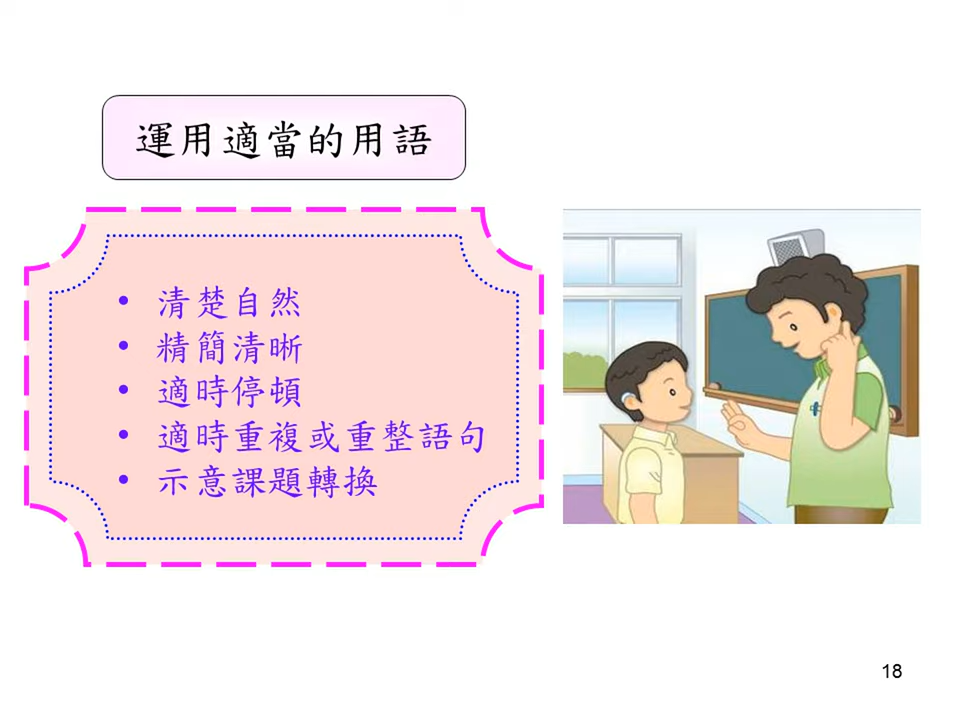 運用適當的用語
• 清楚自然
• 精簡清晰
• 適時停頓
• 適時重複或重整語句
• 示意課題轉換
18